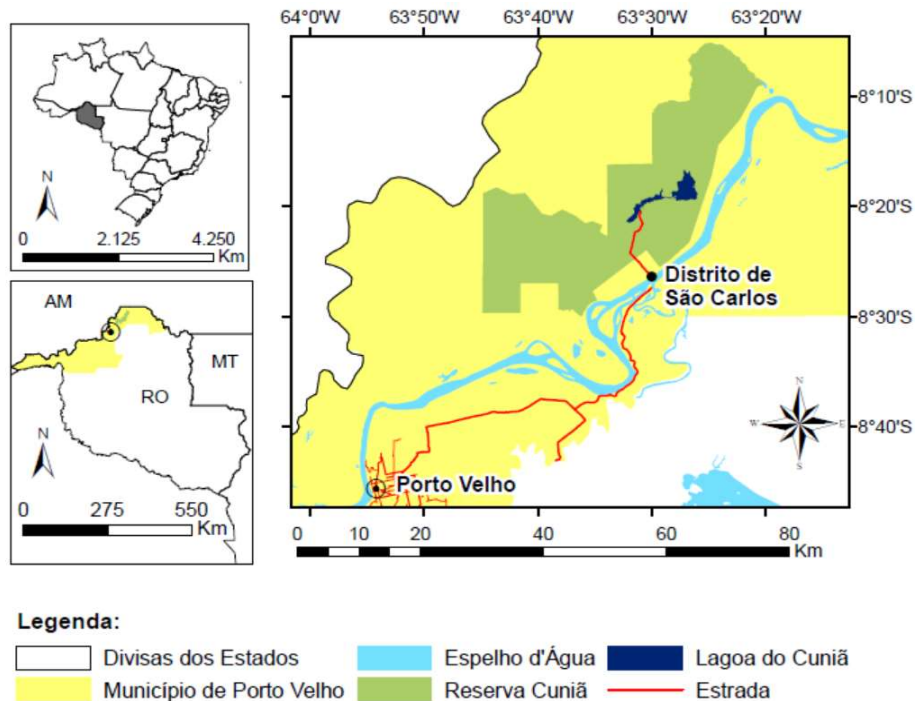 64°0'W 63°50'W 63°40'W 63°30'W 63°20'W
N
0 2.125 4.250
Km
AM
MT
RO
N
0 275 550
Km
8°10'S
8°20'S
8°30'S
8°40'S
Distrito de
São Carlos
Porto Velho
N
W E
S
0 10 20 40 60 80
Km
Legenda:
Divisas dos Estados Espelho d'Água Lagoa do Cuniã
Município de Porto Velho Reserva Cuniã Estrada